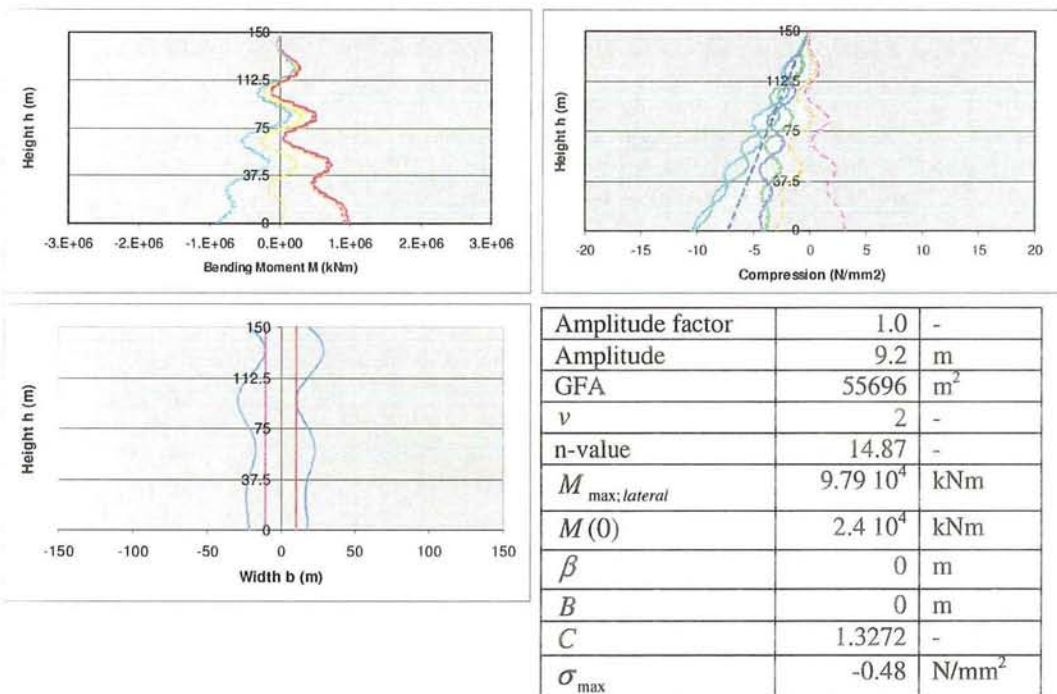 150
112.5
75
37.5
0
Height h (m)
-3.E+06 -2.E+06 -1.E+06 0.E+00 1.E+06 2.E+06 3.E+06
Bending Moment M (kNm)
150
112.5
75
37.5
0
Height h (m)
-20 -15 -10 -5 0 5 10 15 20
Compression (N/mm2)
150
112.5
75
37.5
0
Height h (m)
-150 -100 -50 0 50 100 150
Width b (m)
Amplitude factor 1.0 -
Amplitude 9.2 m
GFA 55696 m²
v 2 -
n-value 14.87 -
M max;lateral 9.79 10⁴ kNm
M(0) 2.4 10⁴ kNm
β 0 m
B 0 m
C 1.3272 -
σ max -0.48 N/mm²